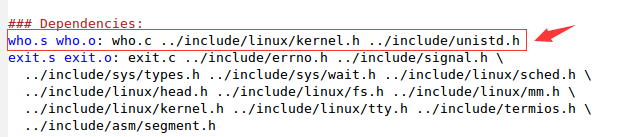 ### Dependencies:
who.s who.o: who.c ../include/linux/kernel.h ../include/unistd.h
exit.s exit.o: exit.c ../include/errno.h ../include/signal.h \
../include/sys/types.h ../include/sys/wait.h ../include/linux/sched.h \
../include/linux/head.h ../include/linux/fs.h ../include/linux/mm.h \
../include/linux/kernel.h ../include/linux/tty.h ../include/termios.h \
../include/asm/segment.h